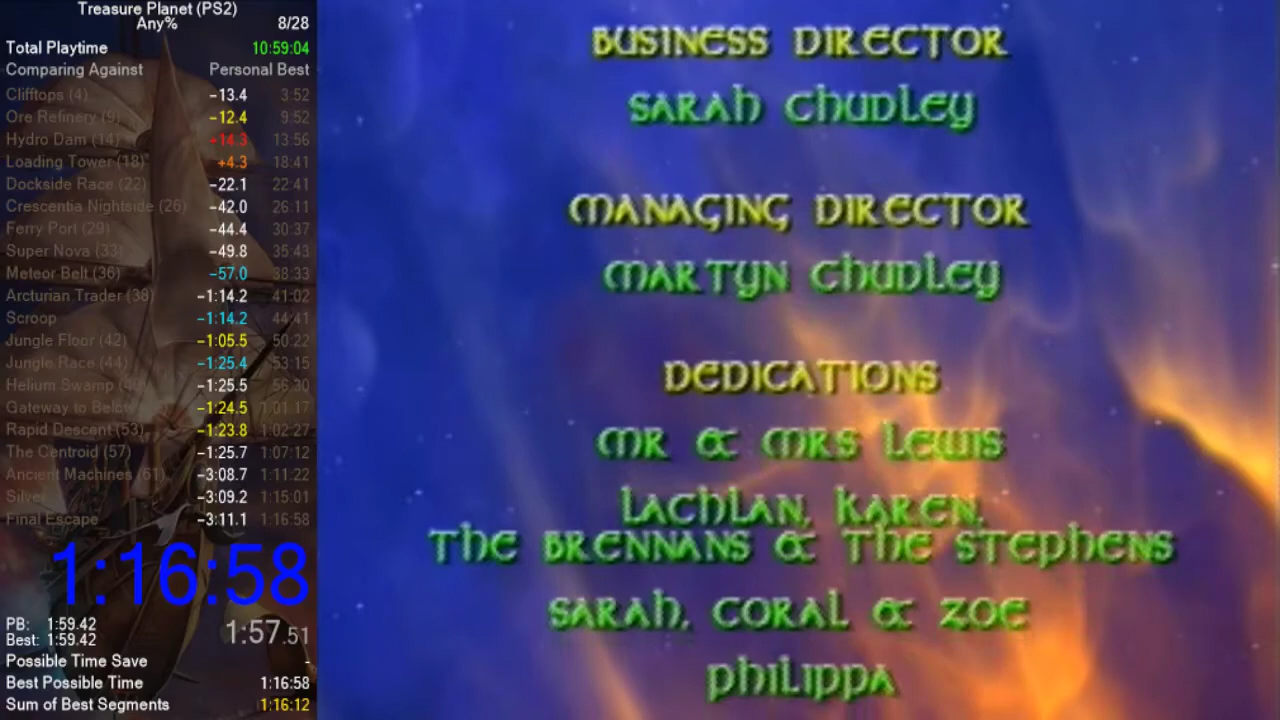 Treasure Planet (PS2)
Any% 8/28
Total Playtime 10:59:04
Comparing Against Personal Best
Clifftops (4) -13.4 3:52
Ore Refinery (9) -12.4 9:52
Hydro Dam (14) +14.3 13:56
Loading Tower (18) +4.3 18:41
Dockside Race (22) -22.1 22:41
Crescentia Nightside (26) -42.0 26:11
Ferry Port (29) -44.4 30:37
Super Nova (33) -49.8 35:43
Meteor Belt (36) -57.0 38:33
Arcturian Trader (38) -1:14.2 41:02
Scroop -1:14.2 44:41
Jungle Floor (42) -1:05.5 50:22
Jungle Race (44) -1:25.4 53:15
Helium Swamp -1:25.5 56:30
Gateway to Below -1:24.5 1:01:17
Rapid Descent (53) -1:23.8 1:02:27
The Centroid (57) -1:25.7 1:07:12
Ancient Machines (61) -3:08.7 1:11:22
Silver -3:09.2 1:15:01
Final Escape -3:11.1 1:16:58
1:16:58
PB: 1:59.42
Best: 1:59.42
1:57.51
Possible Time Save -
Best Possible Time 1:16:58
Sum of Best Segments 1:16:12
BUSINESS DIRECTOR
SARAH CHUDLEY
MANAGING DIRECTOR
MARTYN CHUDLEY
DEDICATIONS
MR & MRS LEWIS
LACHLAN, KAREN,
THE BRENNANS & THE STEPHENS
SARAH, CORAL & ZOE
PHILIPPA